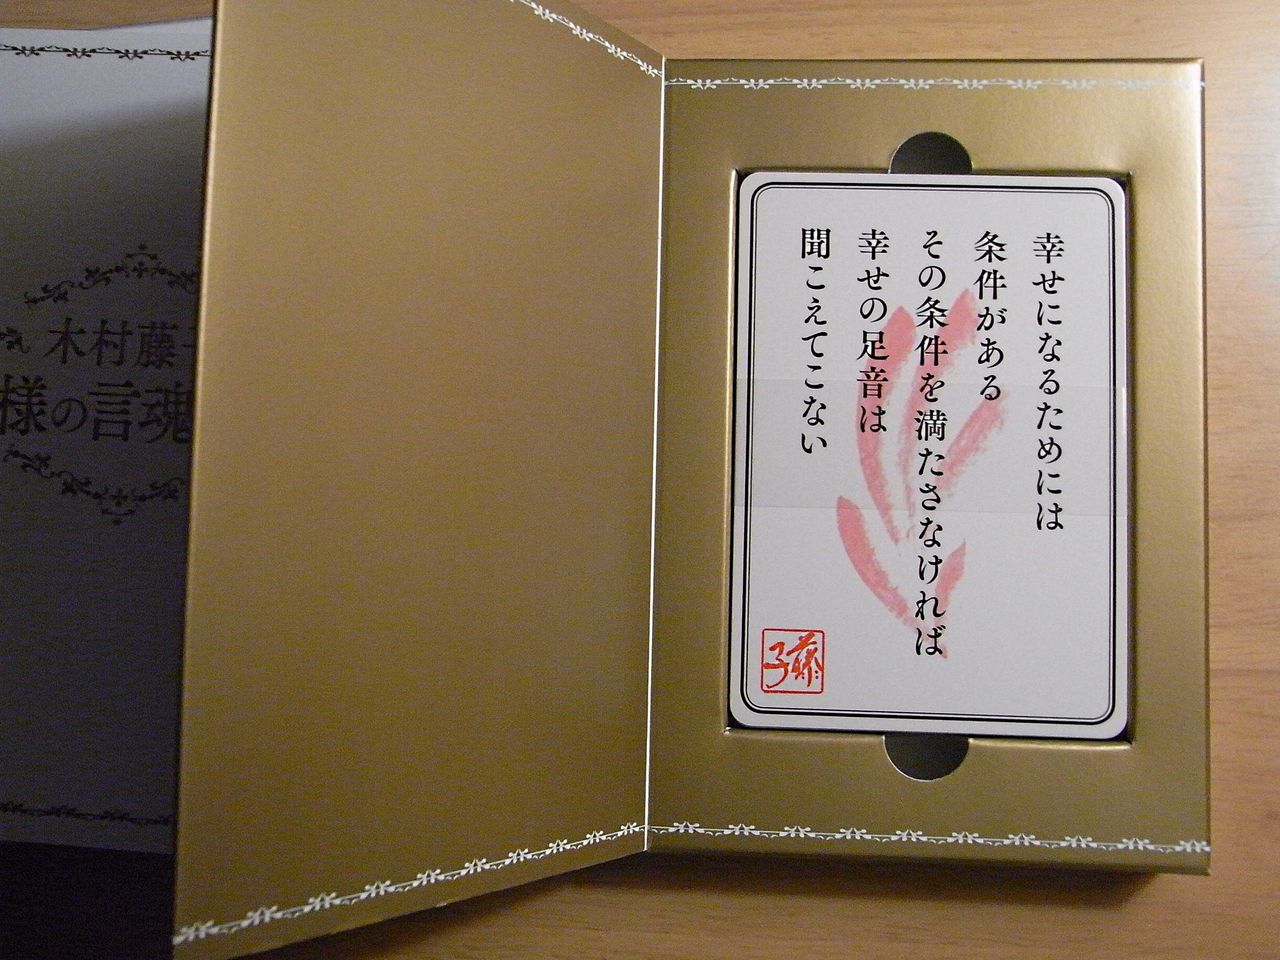 幸せになるためには
条件がある
その条件を満たさなければ
幸せの足音は
聞こえてこない
藤子
木村藤
様の言魂